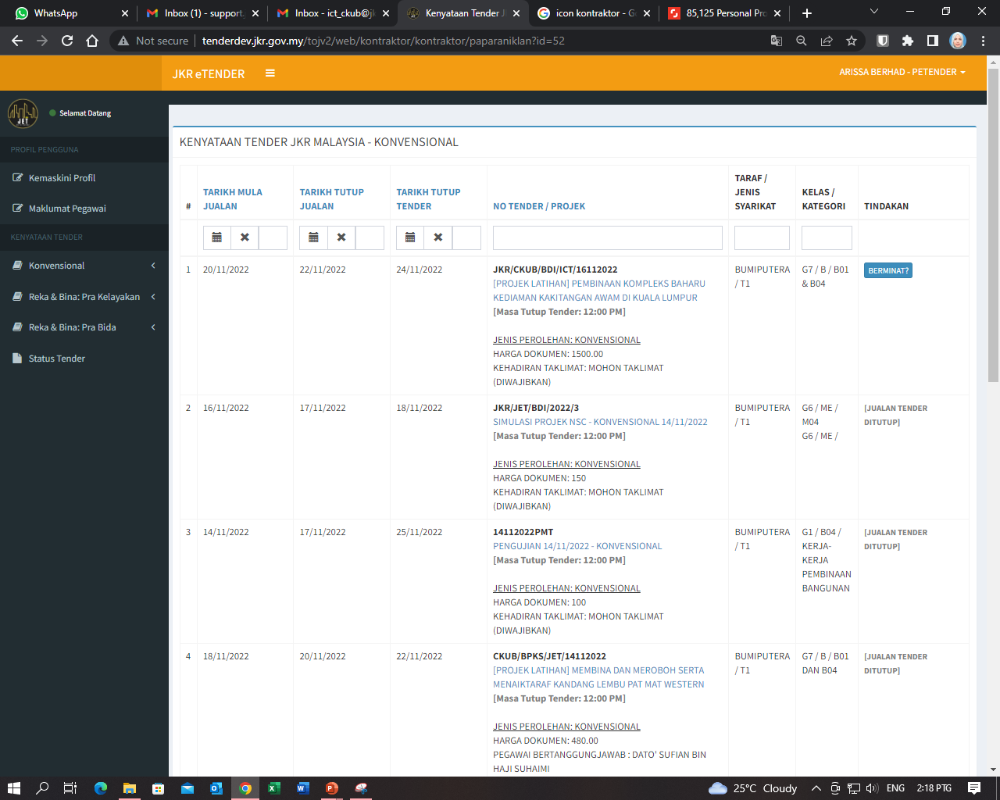 WhatsApp
Inbox (1) - support.
Inbox - ict_ckub@jk
Kenyataan Tender J
icon kontraktor - G
85,125 Personal Pro
Not secure | tenderdev.jkr.gov.my/tojv2/web/kontraktor/kontraktor/paparaniklan?id=52
JKR eTENDER
ARISSA BERHAD - PETENDER
JET
Selamat Datang
PROFIL PENGGUNA
Kemaskini Profil
Maklumat Pegawai
KENYATAAN TENDER
Konvensional
Reka & Bina: Pra Kelayakan
Reka & Bina: Pra Bida
Status Tender
KENYATAAN TENDER JKR MALAYSIA - KONVENSIONAL
#
TARIKH MULA
JUALAN
TARIKH TUTUP
JUALAN
TARIKH TUTUP
TENDER
NO TENDER / PROJEK
TARAF /
JENIS
SYARIKAT
KELAS /
KATEGORI
TINDAKAN
1
20/11/2022
22/11/2022
24/11/2022
JKR/CKUB/BDI/ICT/16112022
[PROJEK LATIHAN] PEMBINAAN KOMPLEKS BAHARU
KEDIAMAN KAKITANGAN AWAM DI KUALA LUMPUR
[Masa Tutup Tender: 12:00 PM]
JENIS PEROLEHAN: KONVENSIONAL
HARGA DOKUMEN: 1500.00
KEHADIRAN TAKLIMAT: MOHON TAKLIMAT
(DIWAJIBKAN)
BUMIPUTERA
/ T1
G7 / B / B01
& B04
BERMINAT?
2
16/11/2022
17/11/2022
18/11/2022
JKR/JET/BDI/2022/3
SIMULASI PROJEK NSC - KONVENSIONAL 14/11/2022
[Masa Tutup Tender: 12:00 PM]
JENIS PEROLEHAN: KONVENSIONAL
HARGA DOKUMEN: 150
KEHADIRAN TAKLIMAT: MOHON TAKLIMAT
(DIWAJIBKAN)
BUMIPUTERA
/ T1
G6 / ME /
M04
G6 / ME /
[JUALAN TENDER
DITUTUP]
3
14/11/2022
17/11/2022
25/11/2022
14112022PMT
PENGUJIAN 14/11/2022 - KONVENSIONAL
[Masa Tutup Tender: 12:00 PM]
JENIS PEROLEHAN: KONVENSIONAL
HARGA DOKUMEN: 100
KEHADIRAN TAKLIMAT: MOHON TAKLIMAT
(DIWAJIBKAN)
BUMIPUTERA
/ T1
G1 / B04 /
KERJA-
KERJA
PEMBINAAN
BANGUNAN
[JUALAN TENDER
DITUTUP]
4
18/11/2022
20/11/2022
22/11/2022
CKUB/BPKS/JET/14112022
[PROJEK LATIHAN] MEMBINA DAN MEROBOH SERTA
MENAIKTARAF KANDANG LEMBU PAT MAT WESTERN
[Masa Tutup Tender: 12:00 PM]
JENIS PEROLEHAN: KONVENSIONAL
HARGA DOKUMEN: 480.00
PEGAWAI BERTANGGUNGJAWAB : DATO' SUFIAN BIN
HAJI SUHAIMI
BUMIPUTERA
/ T1
G7 / B / B01
DAN B04
[JUALAN TENDER
DITUTUP]
25°C Cloudy
ENG
2:18 PTG